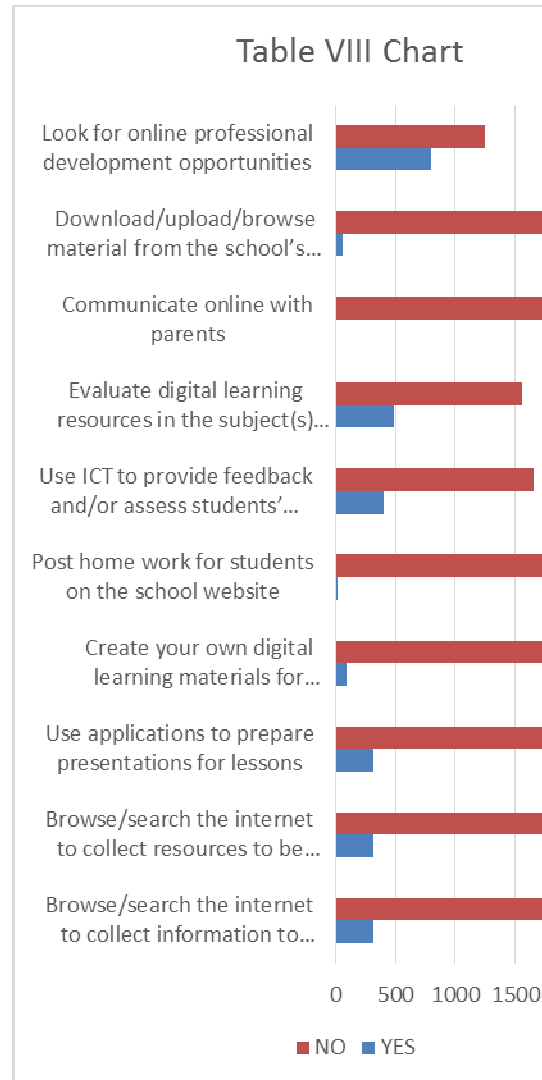 Table VIII Chart
Look for online professional
development opportunities
Download/upload/browse
material from the school's...
Communicate online with
parents
Evaluate digital learning
resources in the subject(s)...
Use ICT to provide feedback
and/or assess students'...
Post home work for students
on the school website
Create your own digital
learning materials for...
Use applications to prepare
presentations for lessons
Browse/search the internet
to collect resources to be...
Browse/search the internet
to collect information to...
0 500 1000 1500
NO YES